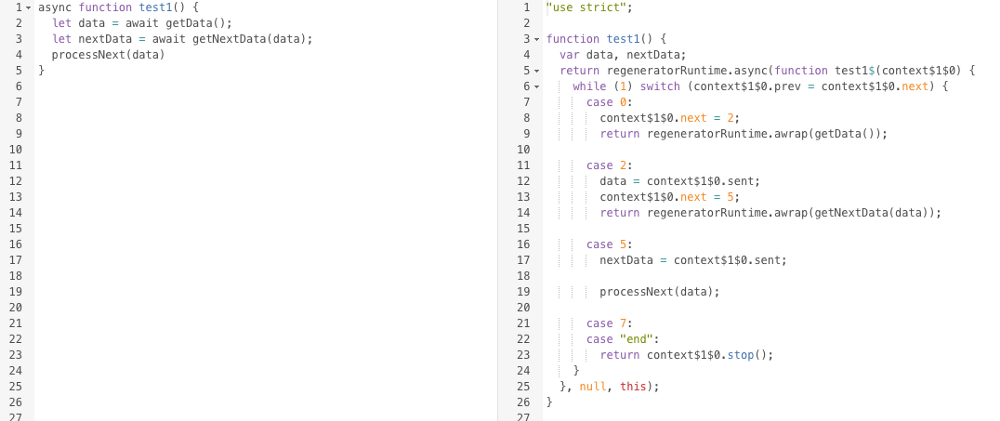 1 async function test1() {
2 let data = await getData();
3 let nextData = await getNextData(data);
4 processNext(data)
5 }
6
7
8
9
10
11
12
13
14
15
16
17
18
19
20
21
22
23
24
25
26
27
1 "use strict";
2
3 function test1() {
4 var data, nextData;
5 return regeneratorRuntime.async(function test1$(context$1$0) {
6 while (1) switch (context$1$0.prev = context$1$0.next) {
7 case 0:
8 context$1$0.next = 2;
9 return regeneratorRuntime.awrap(getData());
10
11 case 2:
12 data = context$1$0.sent;
13 context$1$0.next = 5;
14 return regeneratorRuntime.awrap(getNextData(data));
15
16 case 5:
17 nextData = context$1$0.sent;
18
19 processNext(data);
20
21 case 7:
22 case "end":
23 return context$1$0.stop();
24 }
25 }, null, this);
26 }
27